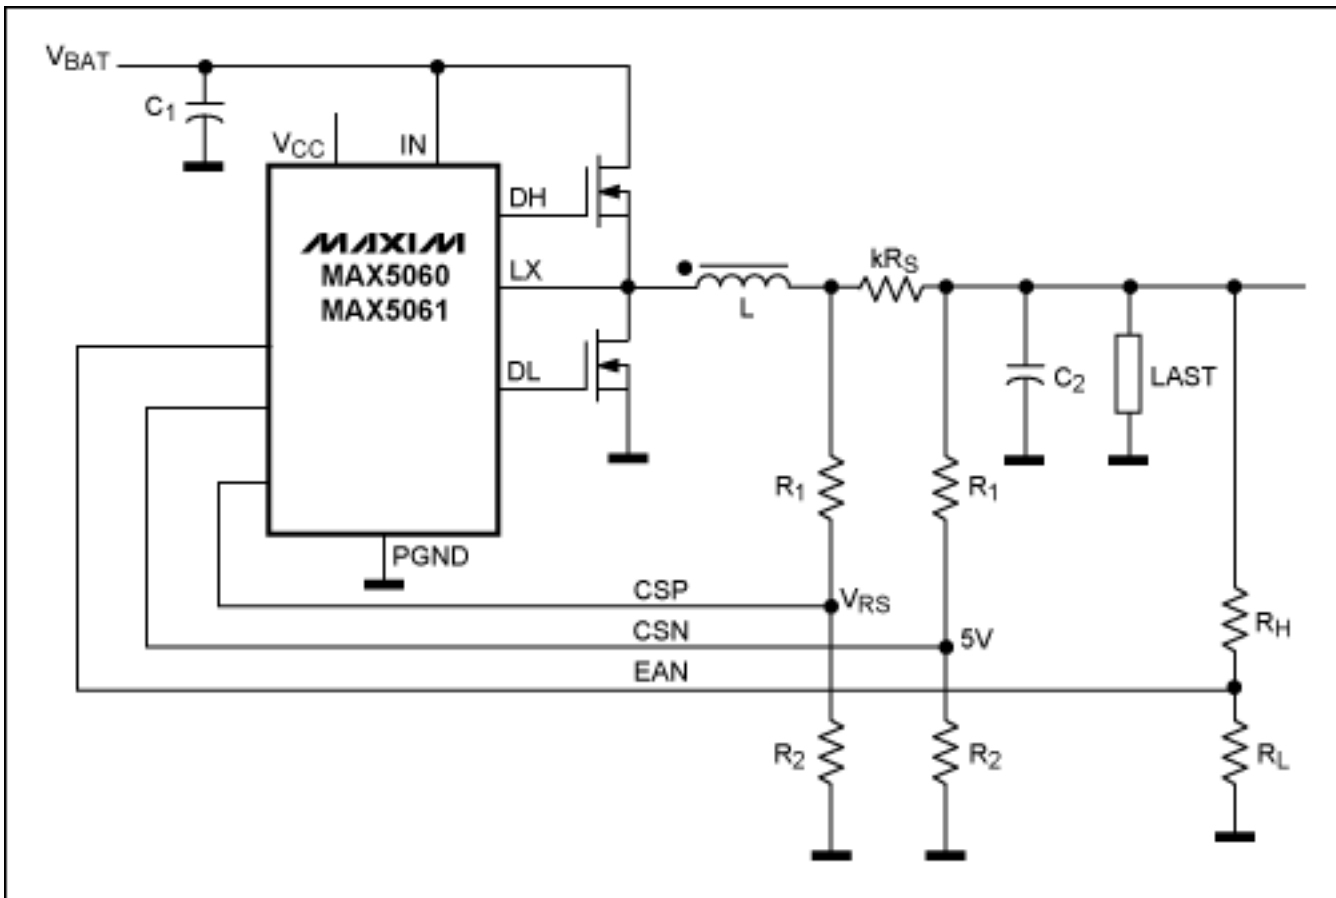 VBAT
C1
VCC
IN
DH
MAXIM
MAX5060
MAX5061
LX
DL
kRS
L
C2
LAST
R1
R1
PGND
CSP
VRS
CSN
5V
EAN
RH
R2
R2
RL